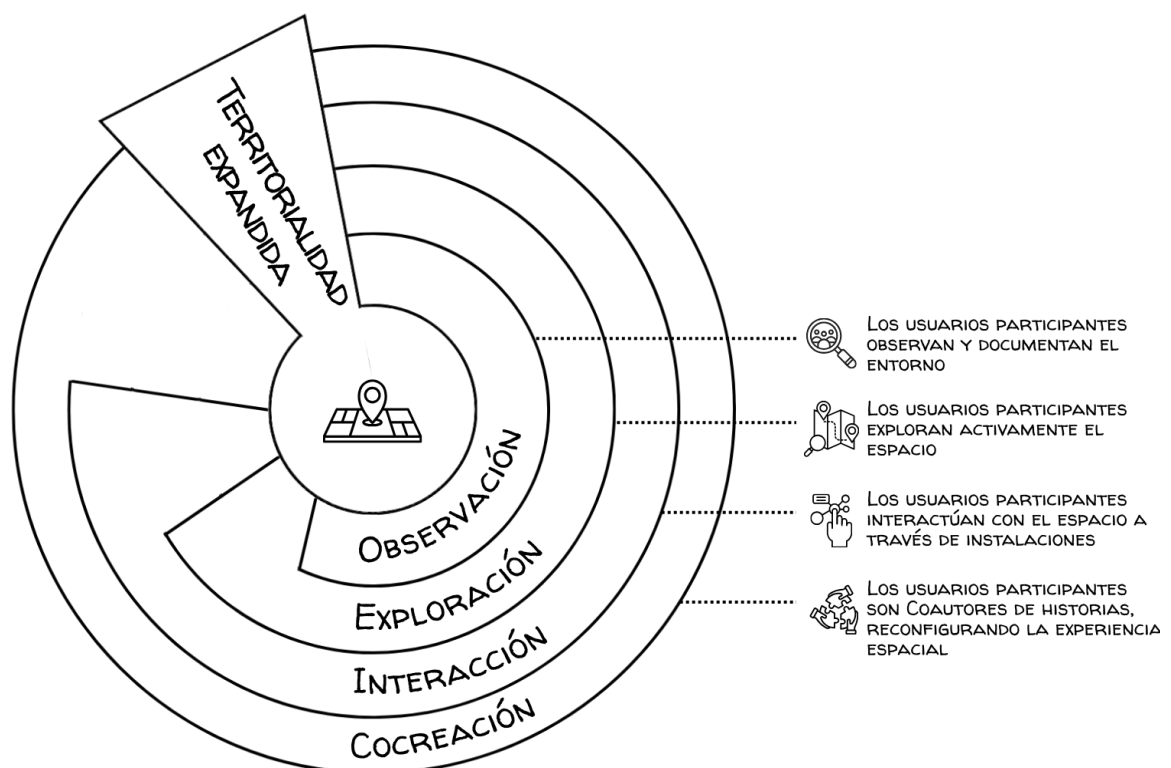 Territorialidad
expandida
Observación
Exploración
Interacción
Cocreación
Los usuarios participantes
observan y documentan el
entorno
Los usuarios participantes
exploran activamente el
espacio
Los usuarios participantes
interactúan con el espacio a
través de instalaciones
Los usuarios participantes
son Coautores de historias,
reconfigurando la experiencia
espacial